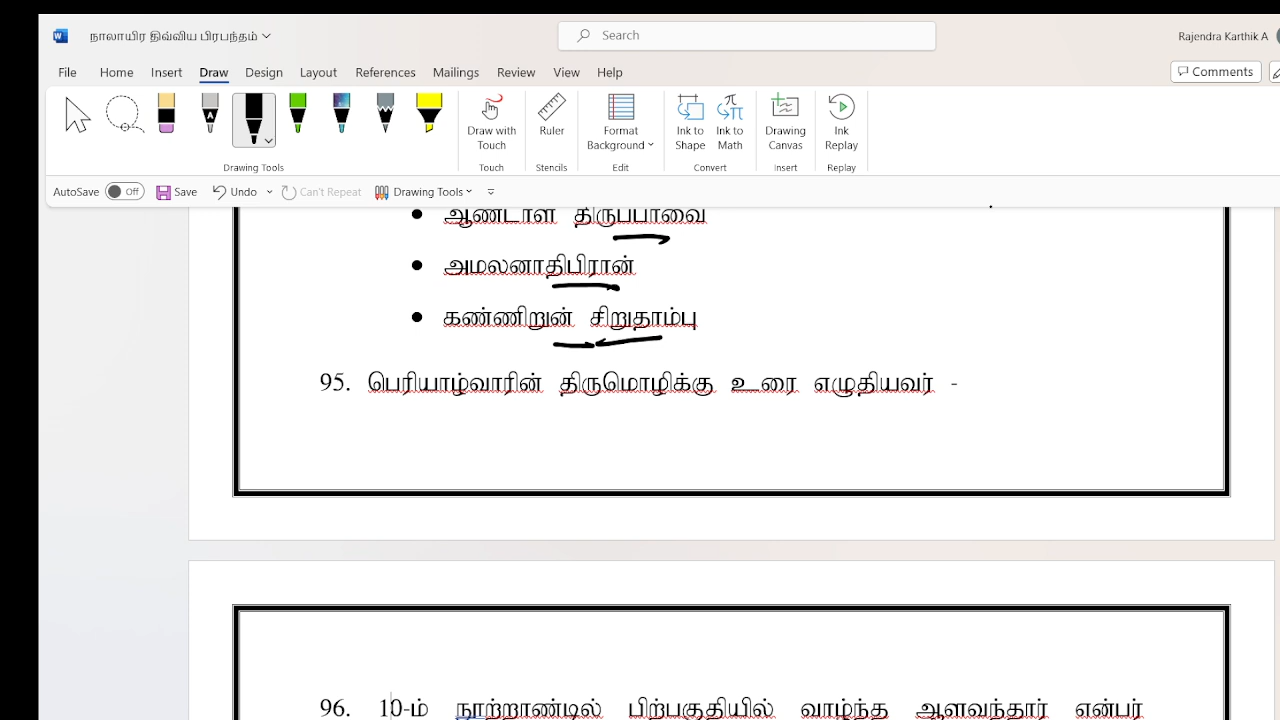 நாலாயிர திவ்விய பிரபந்தம்
Search
Rajendra Karthik A
File Home Insert Draw Design Layout References Mailings Review View Help
Comments
Draw with Touch
Ruler
Format Background
Ink to Shape
Ink to Math
Drawing Canvas
Ink Replay
Drawing Tools Touch Stencils Edit Convert Insert Replay
AutoSave Off Save Undo Can't Repeat Drawing Tools
• ஆண்டாள் திருப்பாவை
• அமலனாதிபிரான்
• கண்ணிறுன் சிறுதாம்பு
95. பெரியாழ்வாரின் திருமொழிக்கு உரை எழுதியவர் -
96. 10-ம் நூற்றாண்டில் பிற்பகுதியில் வாழ்ந்த ஆளவந்தார் என்பர்